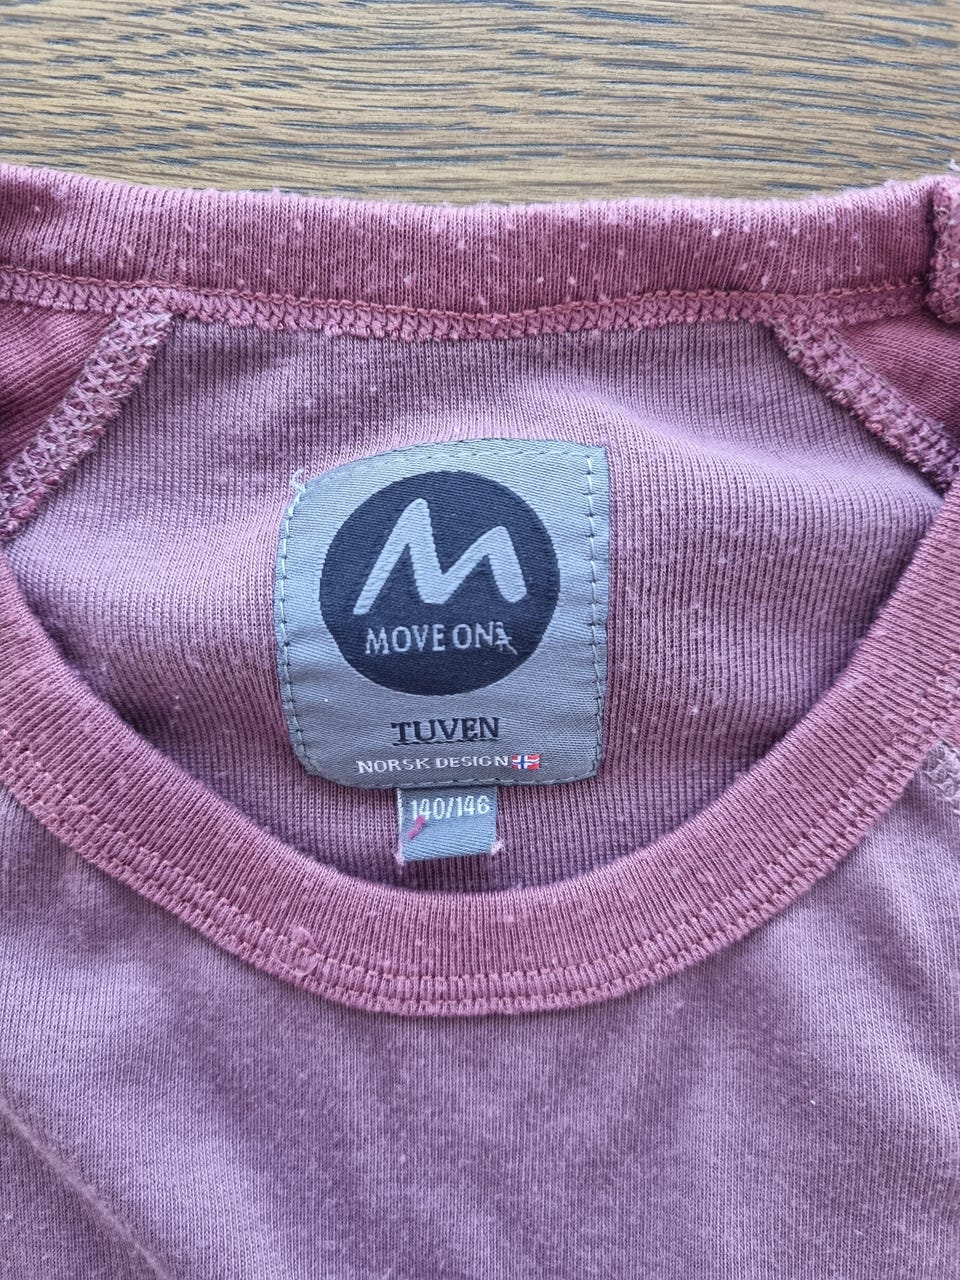 M
MOVE ON
TUVEN
NORSK DESIGN
140/146